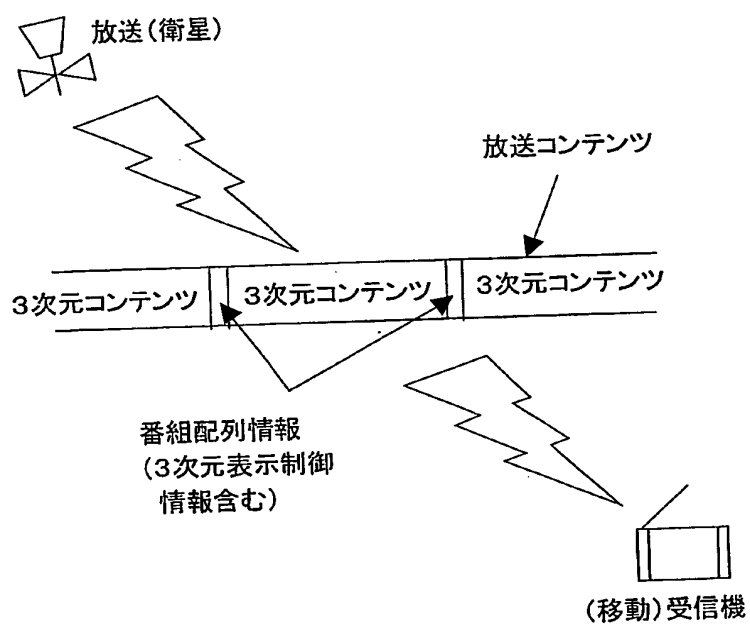 放送(衛星)
放送コンテンツ
3次元コンテンツ
3次元コンテンツ
3次元コンテンツ
番組配列情報
(3次元表示制御
情報含む)
(移動)受信機